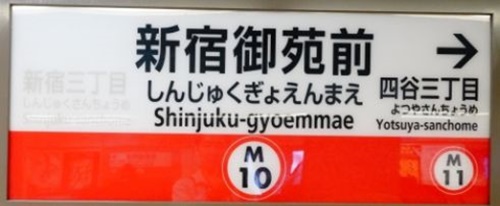 新宿御苑前
しんじゅくぎょえんまえ
Shinjuku-gyoemmae
新宿三丁目
しんじゅくさんちょうめ
→
四谷三丁目
よつやさんちょうめ
Yotsuya-sanchome
M
10
M
11